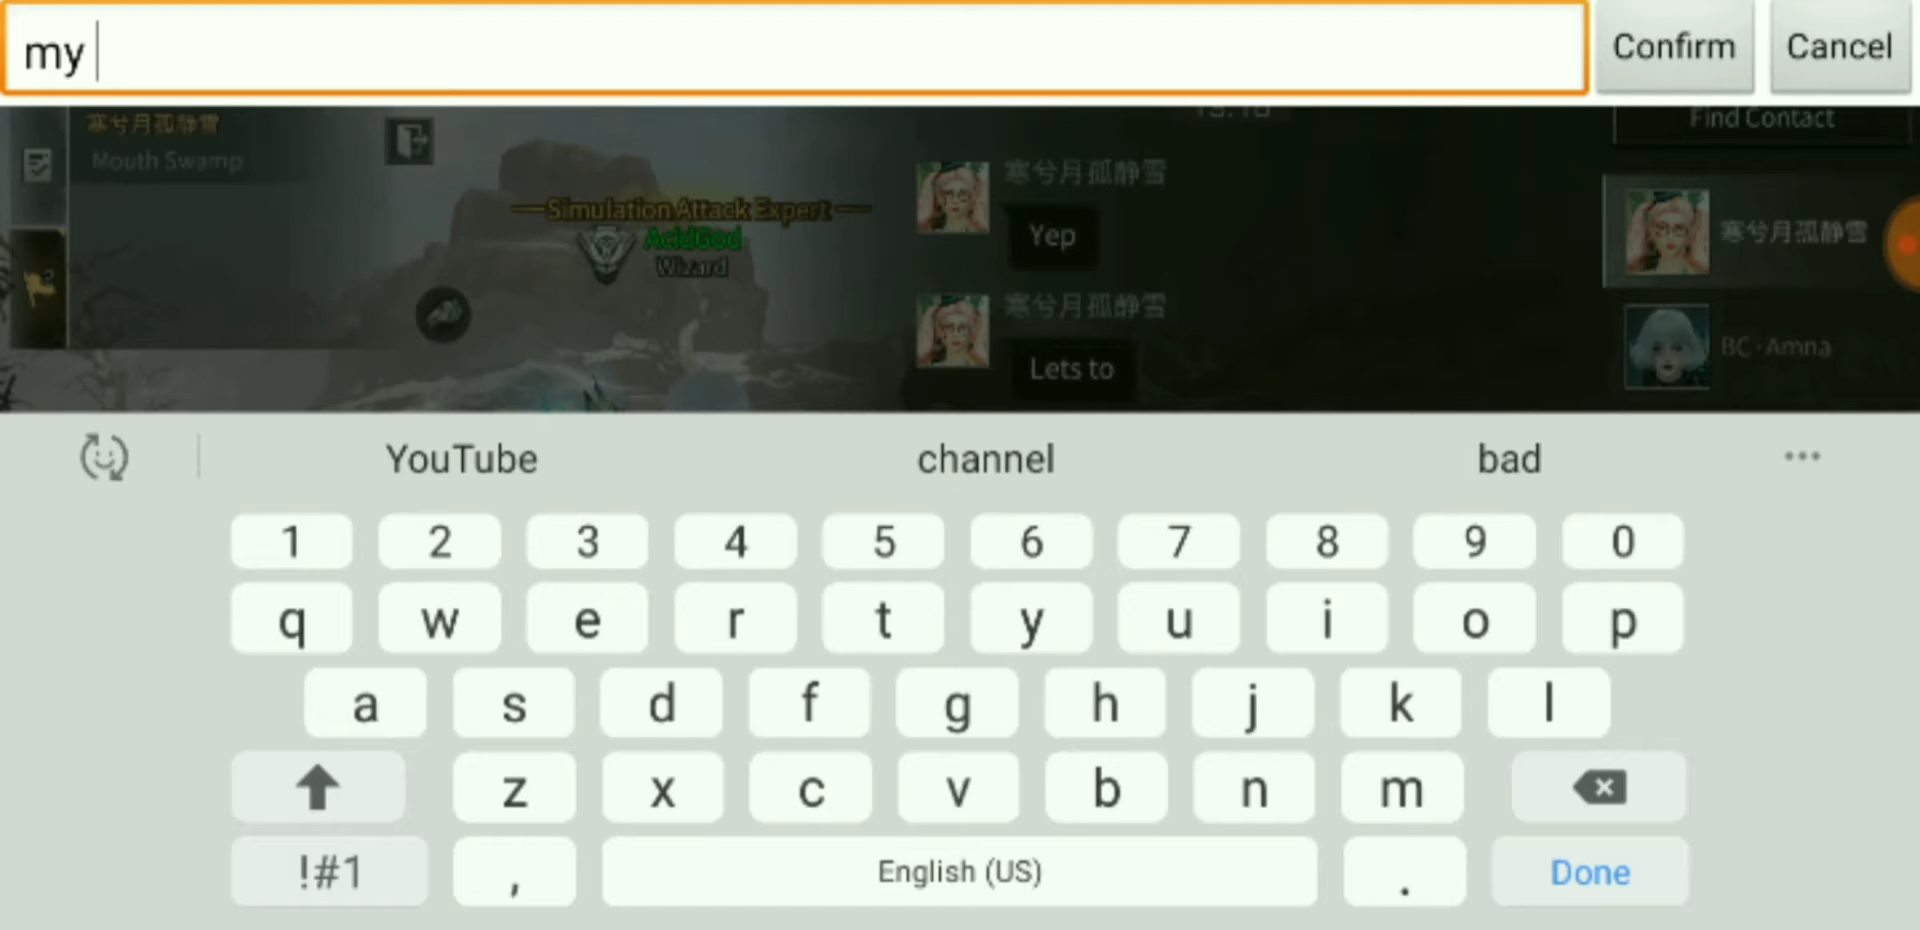 my
Confirm
Cancel
寒兮月孤静雪
Mouth Swamp
Simulation Attack Expert
AcidGod
Wizard
寒兮月孤静雪
Yep
寒兮月孤静雪
Lets to
Find Contact
寒兮月孤静雪
BC · Amna
YouTube
channel
bad
1 2 3 4 5 6 7 8 9 0
q w e r t y u i o p
a s d f g h j k l
z x c v b n m
!#1 , English (US) . Done